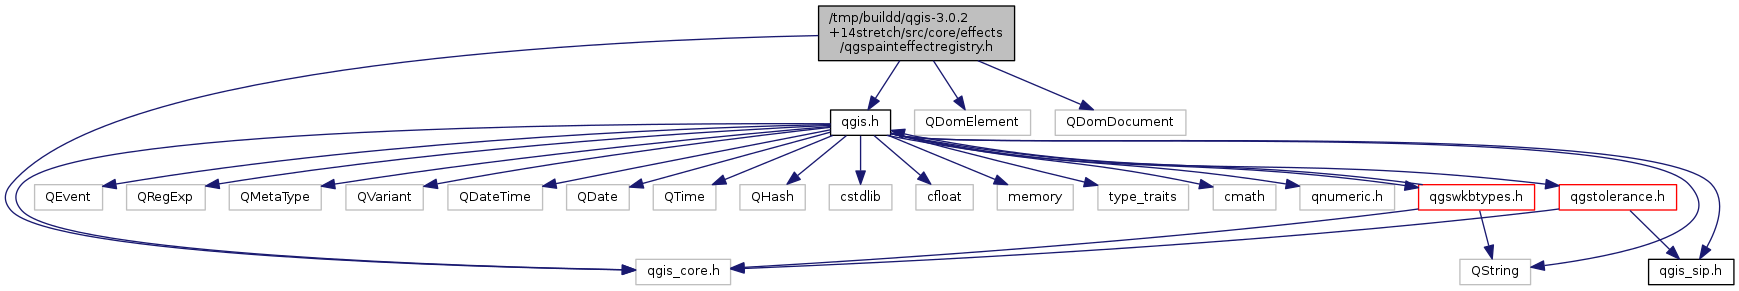 /tmp/buildd/qgis-3.0.2
+14stretch/src/core/effects
/qgspainteffectregistry.h
qgis.h
QDomElement
QDomDocument
QEvent
QRegExp
QMetaType
QVariant
QDateTime
QDate
QTime
QHash
cstdlib
cfloat
memory
type_traits
cmath
qnumeric.h
qgswkbtypes.h
qgstolerance.h
qgis_core.h
QString
qgis_sip.h